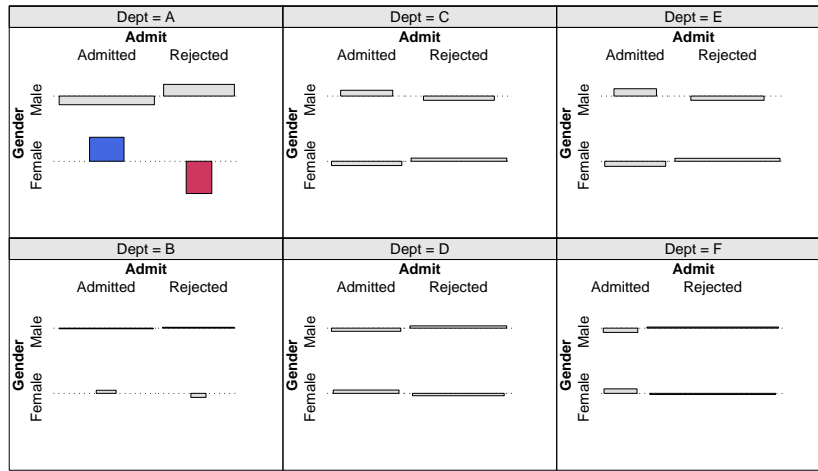 Dept = A
Admit
Admitted Rejected
Gender
Male
Female
Dept = C
Admit
Admitted Rejected
Gender
Male
Female
Dept = E
Admit
Admitted Rejected
Gender
Male
Female
Dept = B
Admit
Admitted Rejected
Gender
Male
Female
Dept = D
Admit
Admitted Rejected
Gender
Male
Female
Dept = F
Admit
Admitted Rejected
Gender
Male
Female